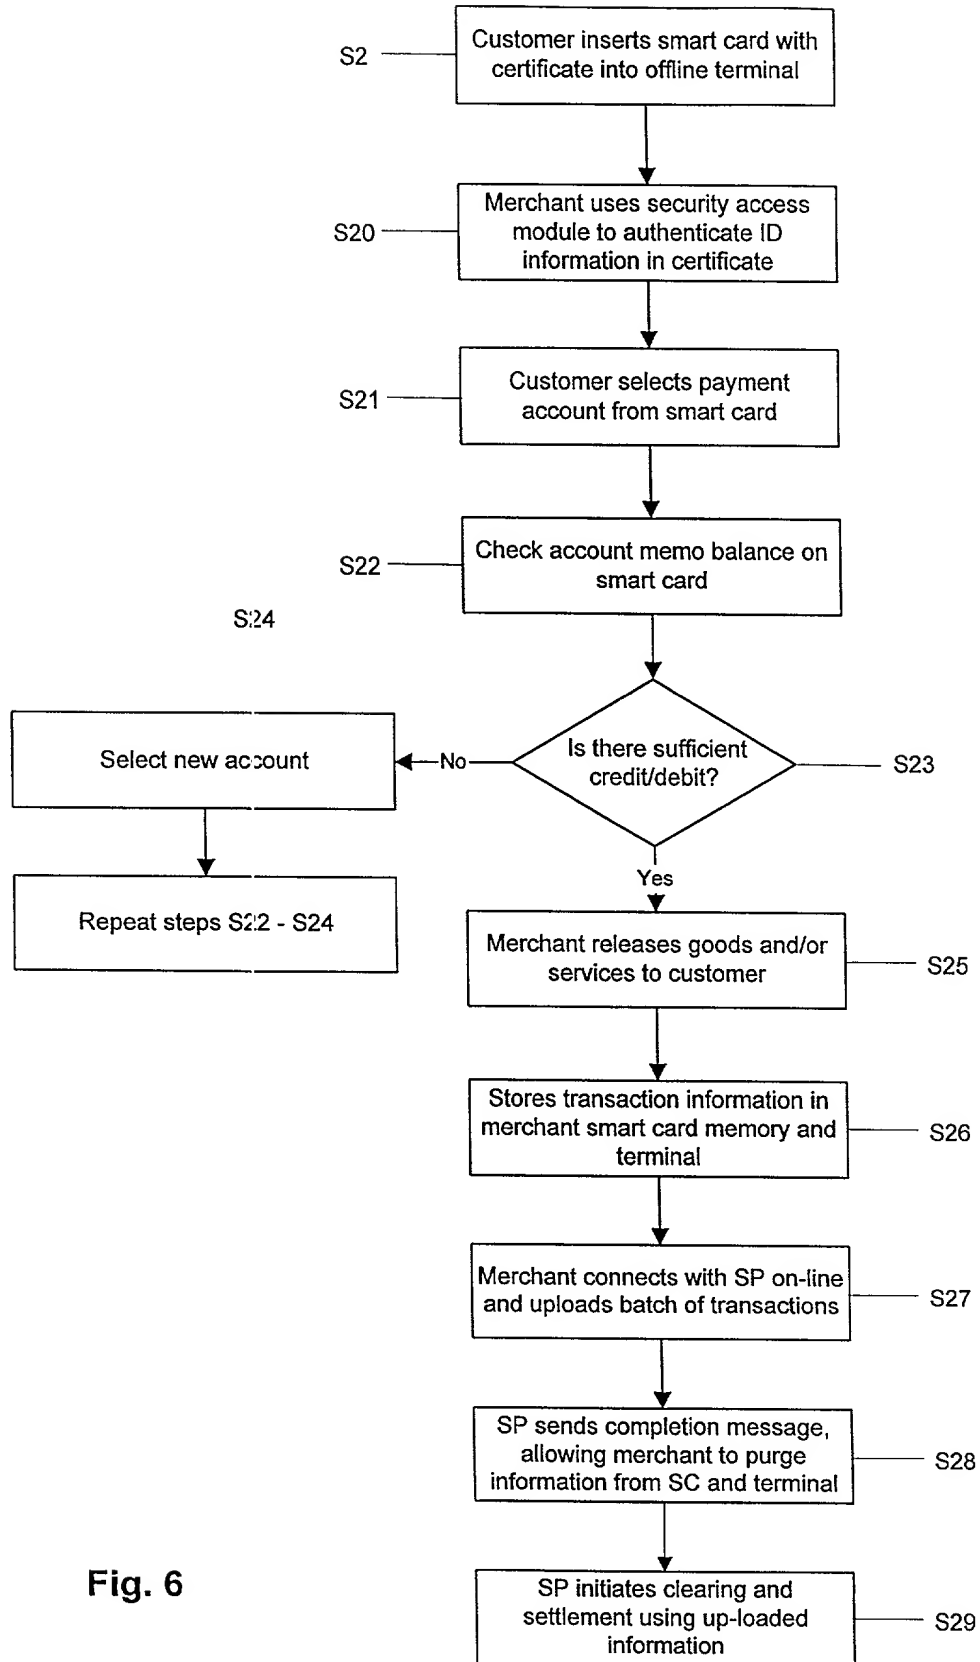 Customer inserts smart card with
certificate into offline terminal
S2
Merchant uses security access
module to authenticate ID
information in certificate
S20
Customer selects payment
account from smart card
S21
Check account memo balance on
smart card
S22
S24
Is there sufficient
credit/debit?
S23
No
Select new account
Repeat steps S22 - S24
Yes
Merchant releases goods and/or
services to customer
S25
Stores transaction information in
merchant smart card memory and
terminal
S26
Merchant connects with SP on-line
and uploads batch of transactions
S27
SP sends completion message,
allowing merchant to purge
information from SC and terminal
S28
SP initiates clearing and
settlement using up-loaded
information
S29
Fig. 6